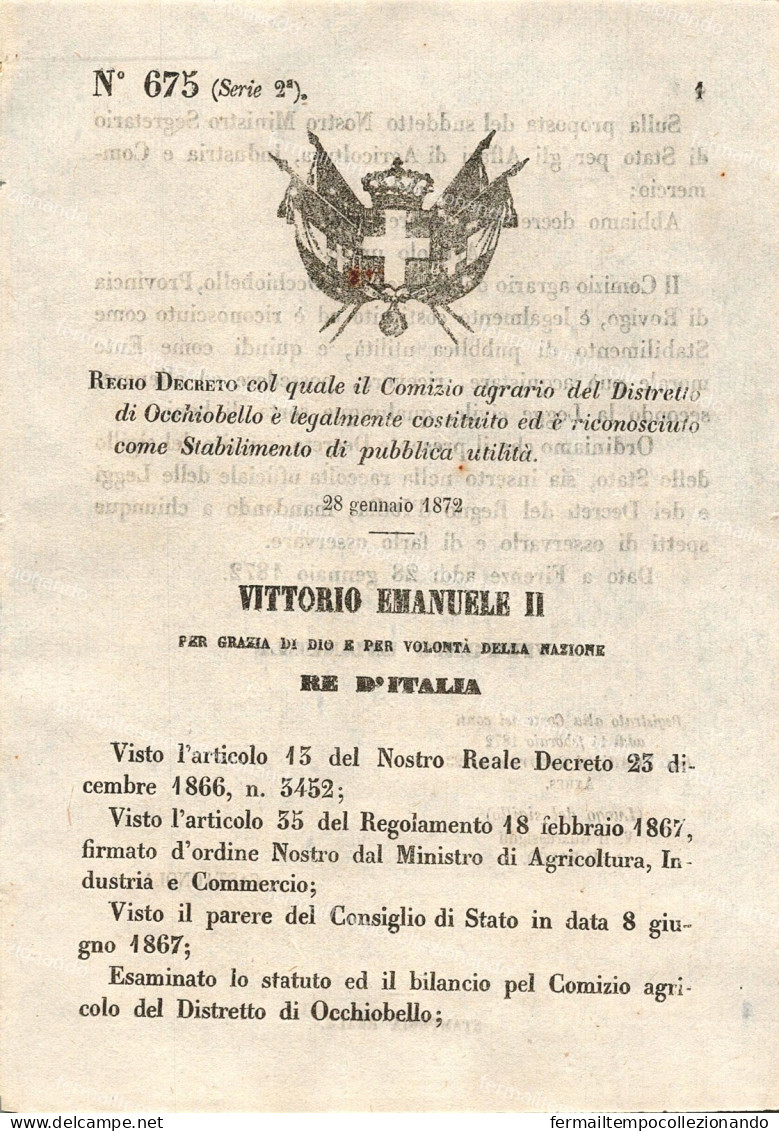 N° 675 (Serie 2ª).
1
REGIO DECRETO col quale il Comizio agrario del Distretto
di Occhiobello è legalmente costituito ed è riconosciuto
come Stabilimento di pubblica utilità.
28 gennaio 1872
VITTORIO EMANUELE II
PER GRAZIA DI DIO E PER VOLONTÀ DELLA NAZIONE
RE D'ITALIA
Visto l'articolo 13 del Nostro Reale Decreto 23 di-
cembre 1866, n. 3452;
Visto l'articolo 35 del Regolamento 18 febbraio 1867,
firmato d'ordine Nostro dal Ministro di Agricoltura, In-
dustria e Commercio;
Visto il parere del Consiglio di Stato in data 8 giu-
gno 1867;
Esaminato lo statuto ed il bilancio pel Comizio agri-
colo del Distretto di Occhiobello;
delcampe.net
fermailtempocollezionando